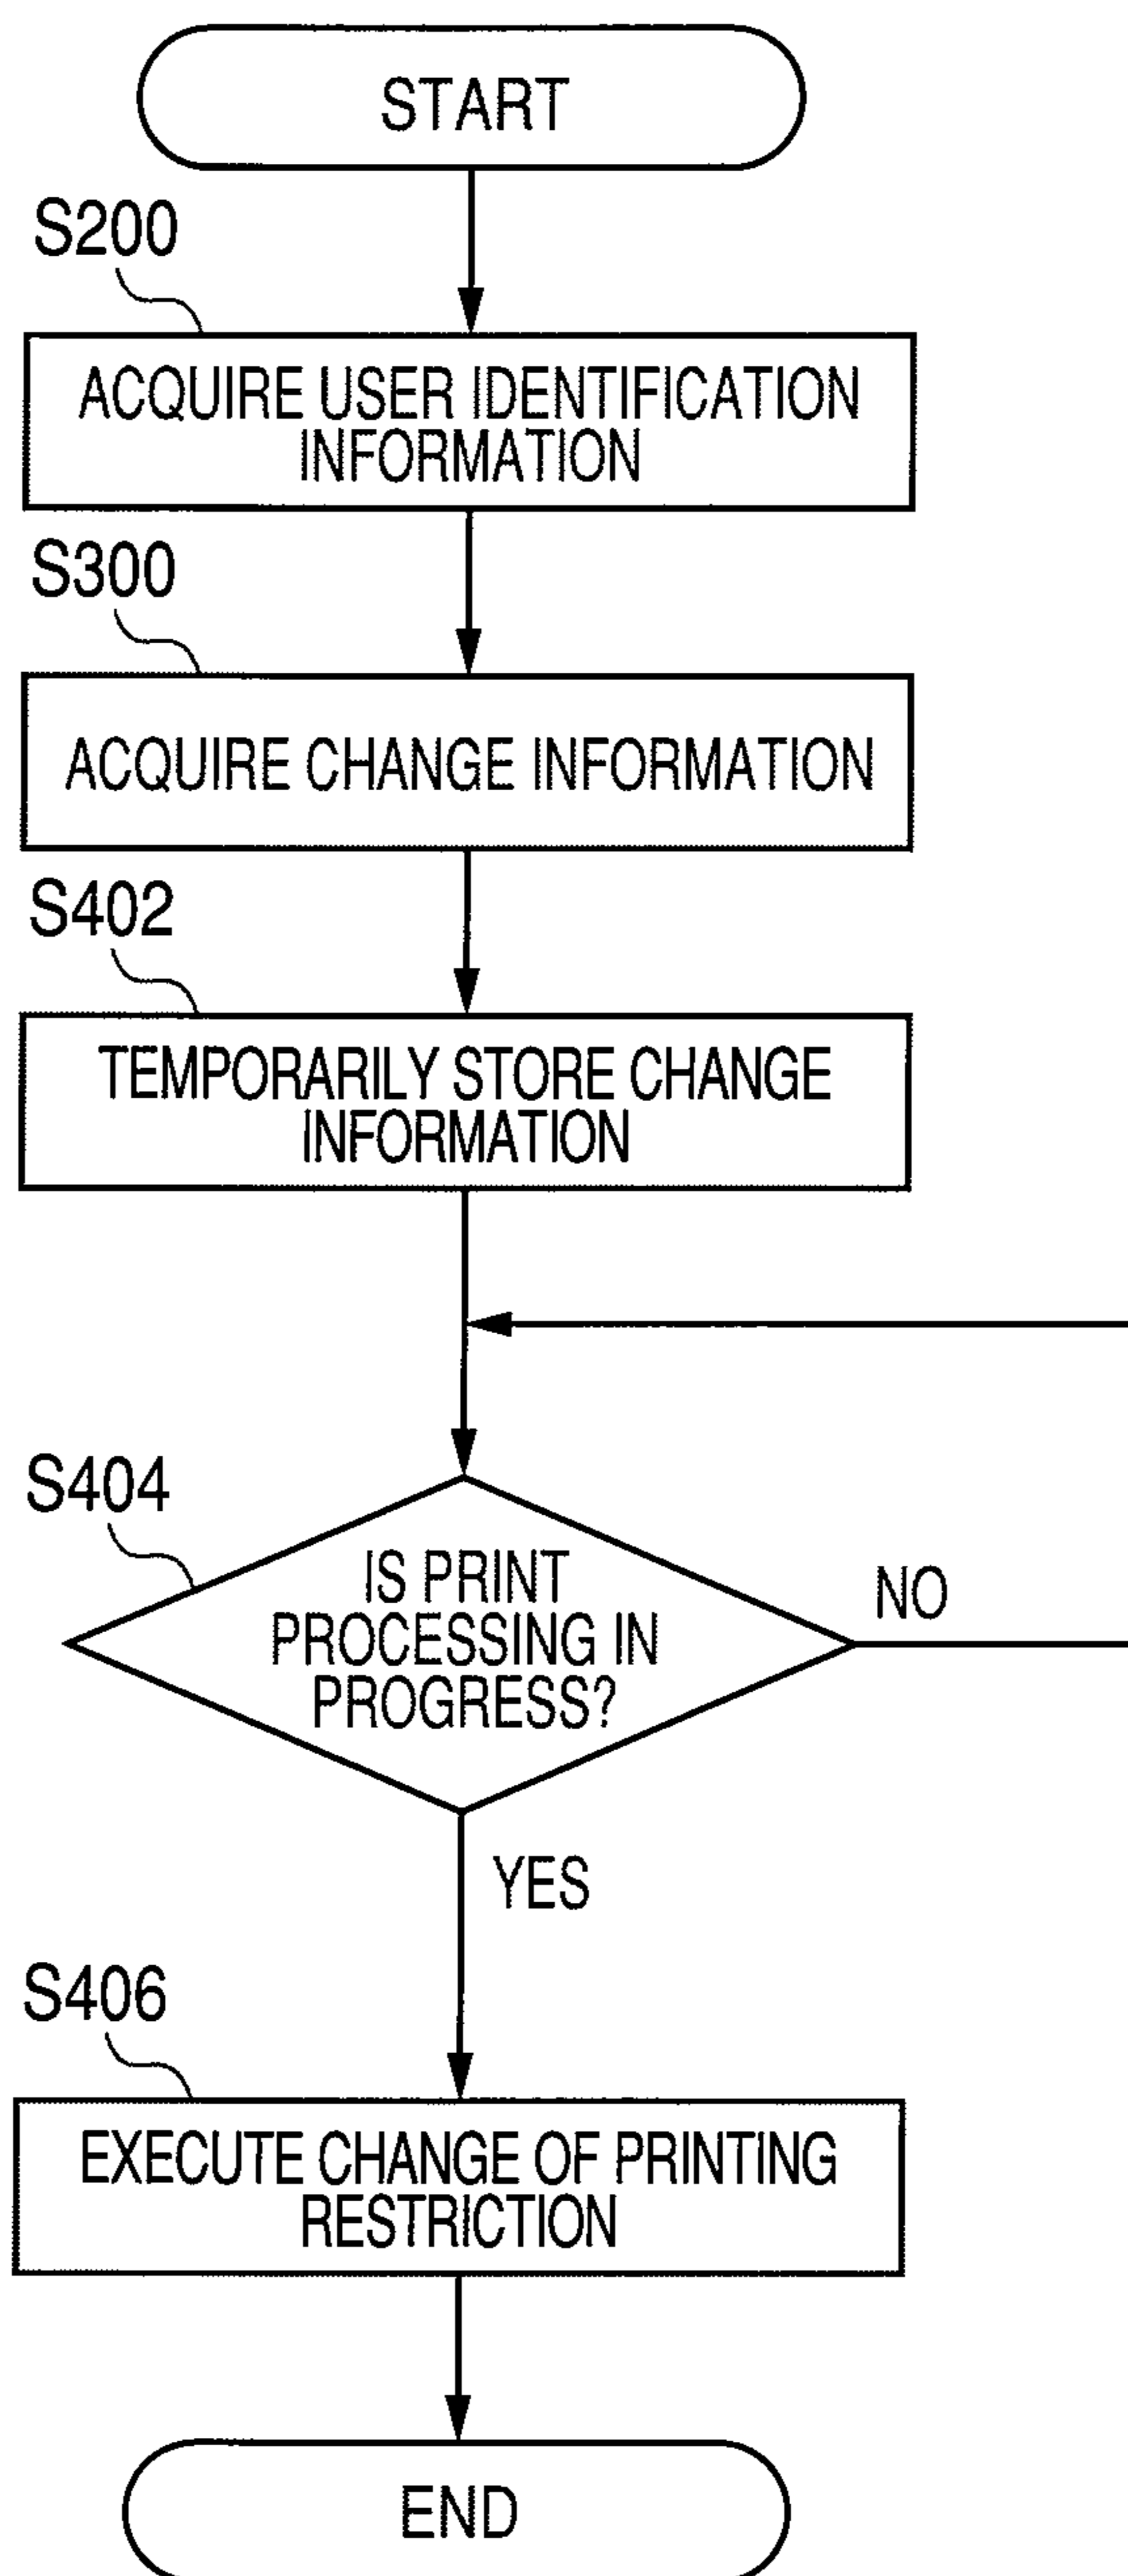 START
S200
ACQUIRE USER IDENTIFICATION
INFORMATION
S300
ACQUIRE CHANGE INFORMATION
S402
TEMPORARILY STORE CHANGE
INFORMATION
S404
IS PRINT
PROCESSING IN
PROGRESS?
NO
YES
S406
EXECUTE CHANGE OF PRINTING
RESTRICTION
END